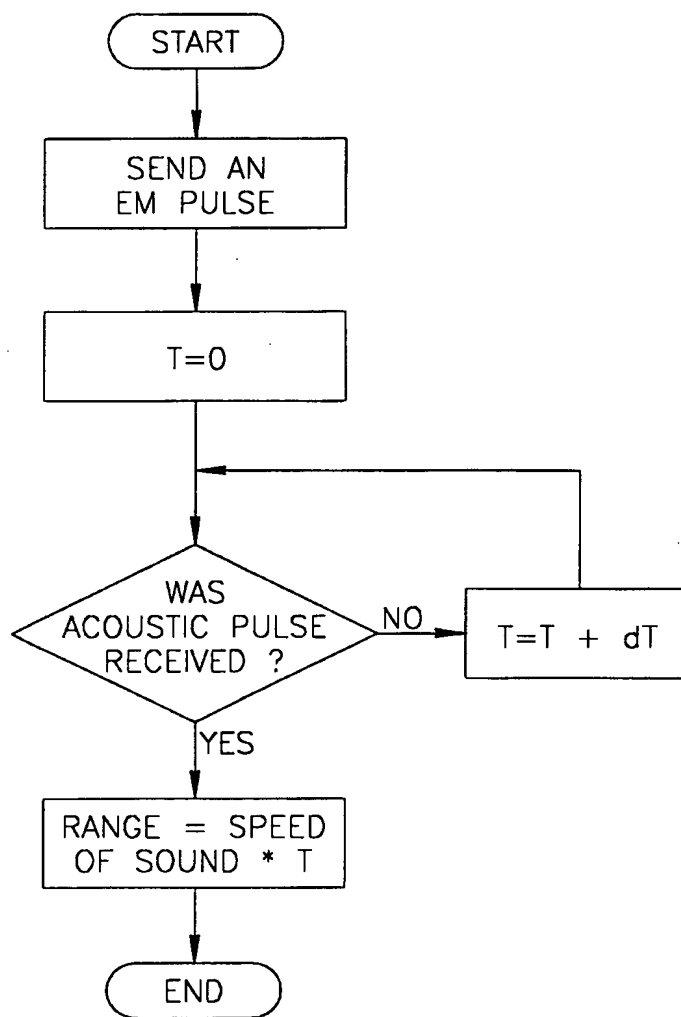 START
SEND AN
EM PULSE
T=0
WAS
ACOUSTIC PULSE
RECEIVED ?
NO
T=T + dT
YES
RANGE = SPEED
OF SOUND * T
END